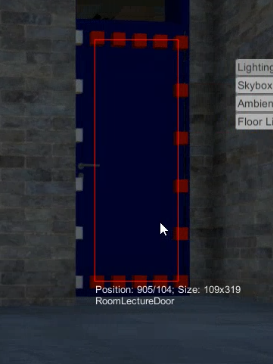 Lighting
Skybox
Ambien
Floor Li
Position: 905/104; Size: 109x319
RoomLectureDoor